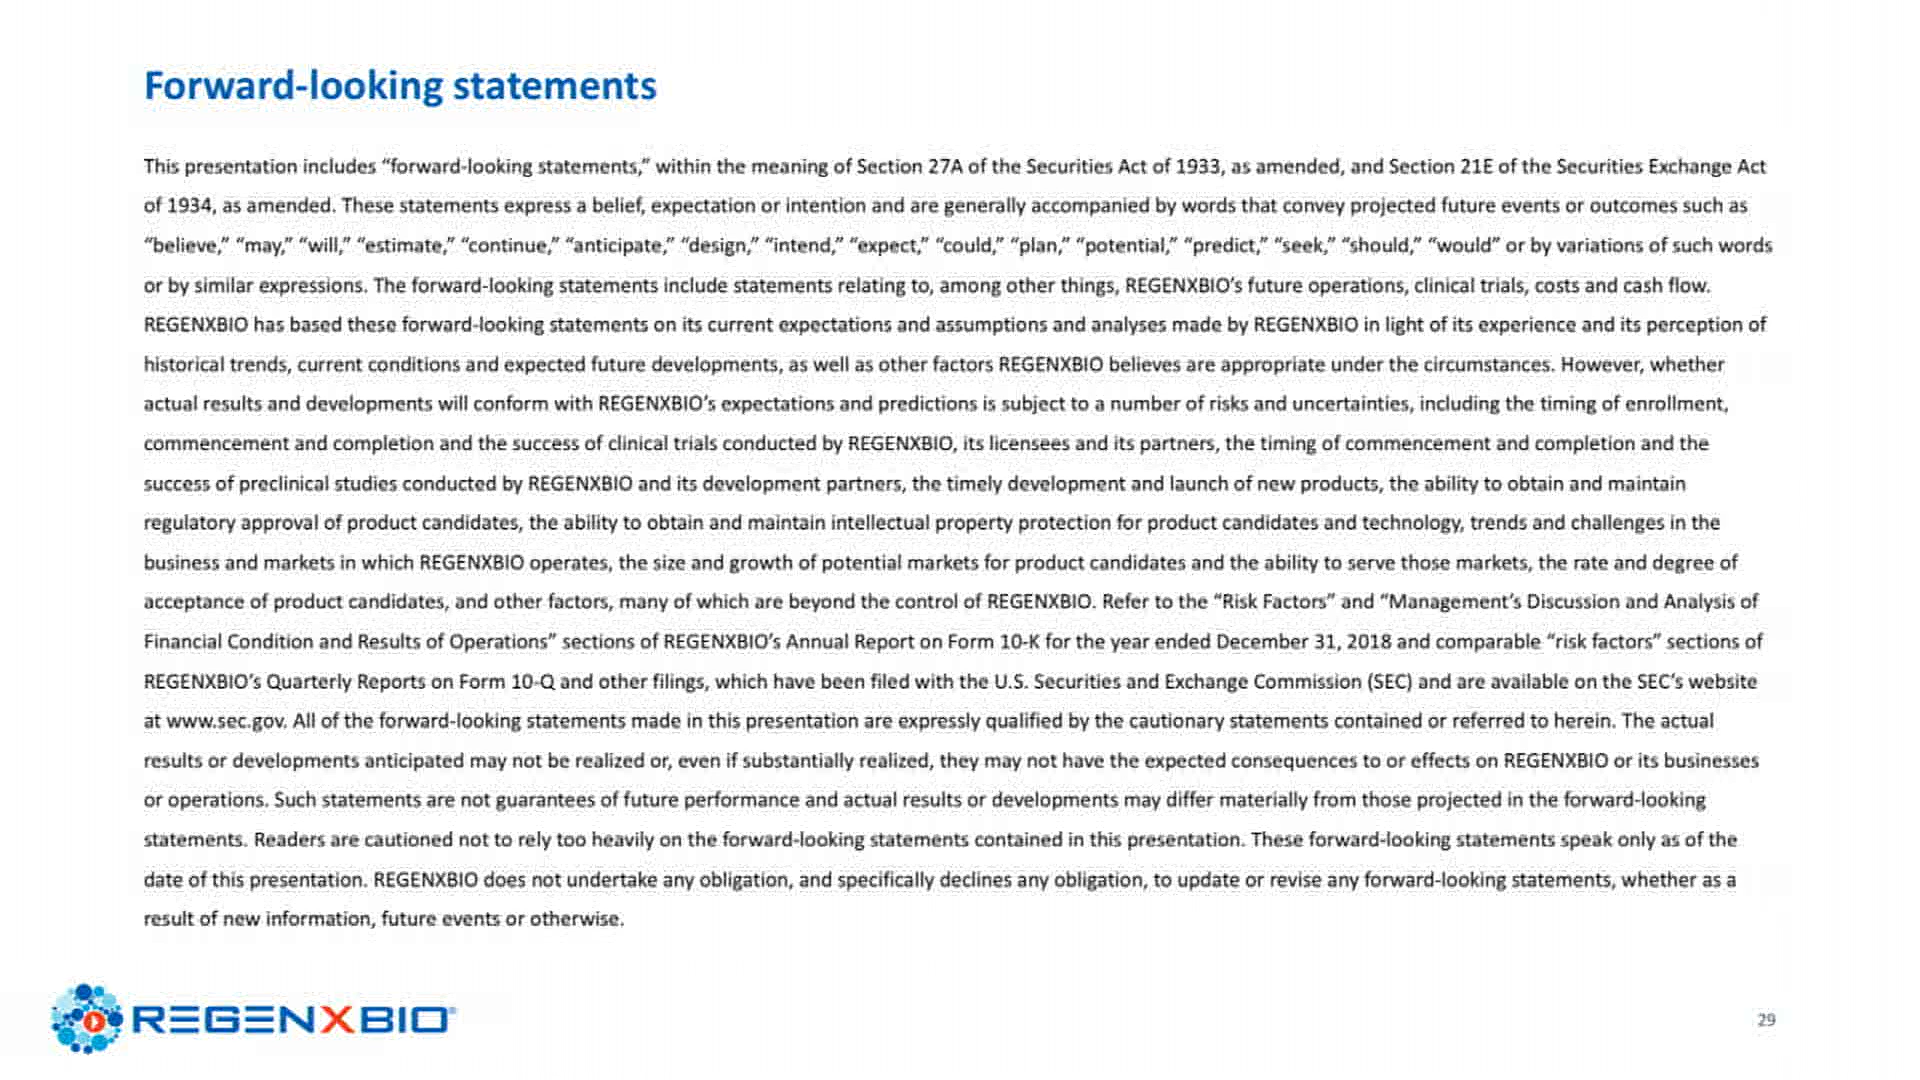 Forward-looking statements
This presentation includes “forward-looking statements,” within the meaning of Section 27A of the Securities Act of 1933, as amended, and Section 21E of the Securities Exchange Act
of 1934, as amended. These statements express a belief, expectation or intention and are generally accompanied by words that convey projected future events or outcomes such as
“believe,” “may,” “will,” “estimate,” “continue,” “anticipate,” “design,” “intend,” “expect,” “could,” “plan,” “potential,” “predict,” “seek,” “should,” “would” or by variations of such words
or by similar expressions. The forward-looking statements include statements relating to, among other things, REGENXBIO’s future operations, clinical trials, costs and cash flow.
REGENXBIO has based these forward-looking statements on its current expectations and assumptions and analyses made by REGENXBIO in light of its experience and its perception of
historical trends, current conditions and expected future developments, as well as other factors REGENXBIO believes are appropriate under the circumstances. However, whether
actual results and developments will conform with REGENXBIO’s expectations and predictions is subject to a number of risks and uncertainties, including the timing of enrollment,
commencement and completion and the success of clinical trials conducted by REGENXBIO, its licensees and its partners, the timing of commencement and completion and the
success of preclinical studies conducted by REGENXBIO and its development partners, the timely development and launch of new products, the ability to obtain and maintain
regulatory approval of product candidates, the ability to obtain and maintain intellectual property protection for product candidates and technology, trends and challenges in the
business and markets in which REGENXBIO operates, the size and growth of potential markets for product candidates and the ability to serve those markets, the rate and degree of
acceptance of product candidates, and other factors, many of which are beyond the control of REGENXBIO. Refer to the “Risk Factors” and “Management’s Discussion and Analysis of
Financial Condition and Results of Operations” sections of REGENXBIO’s Annual Report on Form 10-K for the year ended December 31, 2018 and comparable “risk factors” sections of
REGENXBIO’s Quarterly Reports on Form 10-Q and other filings, which have been filed with the U.S. Securities and Exchange Commission (SEC) and are available on the SEC’s website
at www.sec.gov. All of the forward-looking statements made in this presentation are expressly qualified by the cautionary statements contained or referred to herein. The actual
results or developments anticipated may not be realized or, even if substantially realized, they may not have the expected consequences to or effects on REGENXBIO or its businesses
or operations. Such statements are not guarantees of future performance and actual results or developments may differ materially from those projected in the forward-looking
statements. Readers are cautioned not to rely too heavily on the forward-looking statements contained in this presentation. These forward-looking statements speak only as of the
date of this presentation. REGENXBIO does not undertake any obligation, and specifically declines any obligation, to update or revise any forward-looking statements, whether as a
result of new information, future events or otherwise.
REGENXBIO®
29